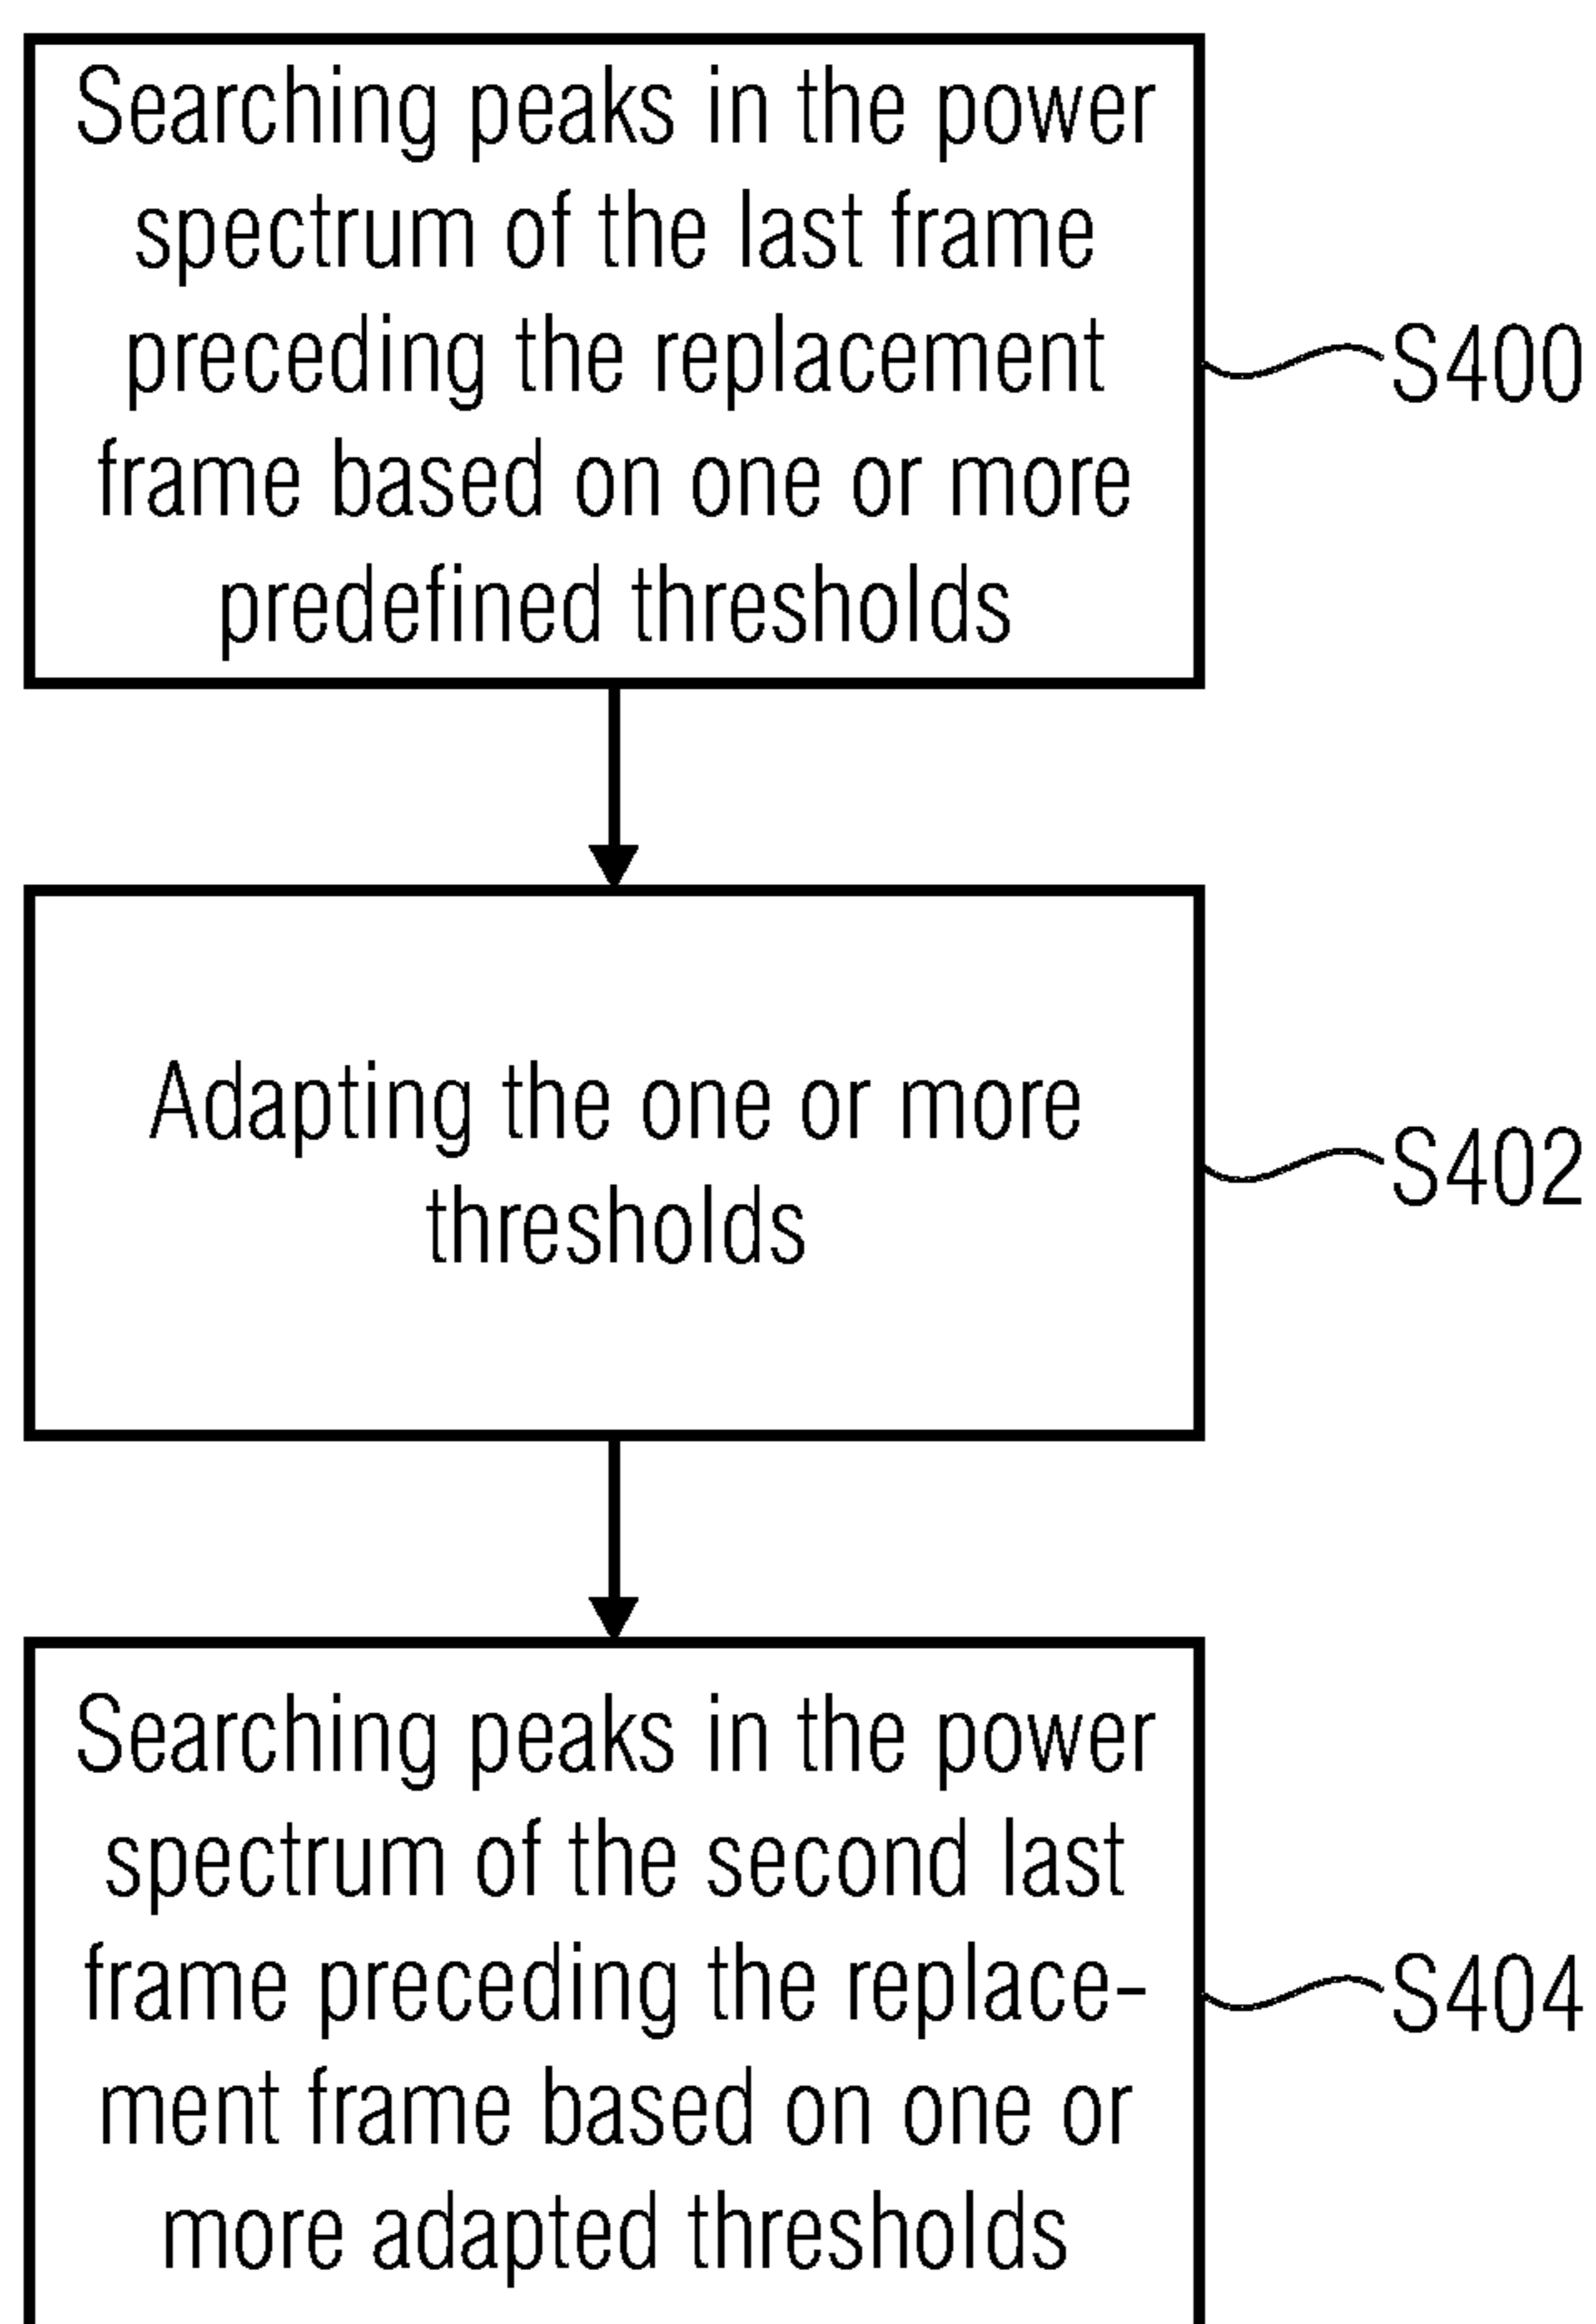 Searching peaks in the power
spectrum of the last frame
preceding the replacement
frame based on one or more
predefined thresholds
S400
Adapting the one or more
thresholds
S402
Searching peaks in the power
spectrum of the second last
frame preceding the replace-
ment frame based on one or
more adapted thresholds
S404